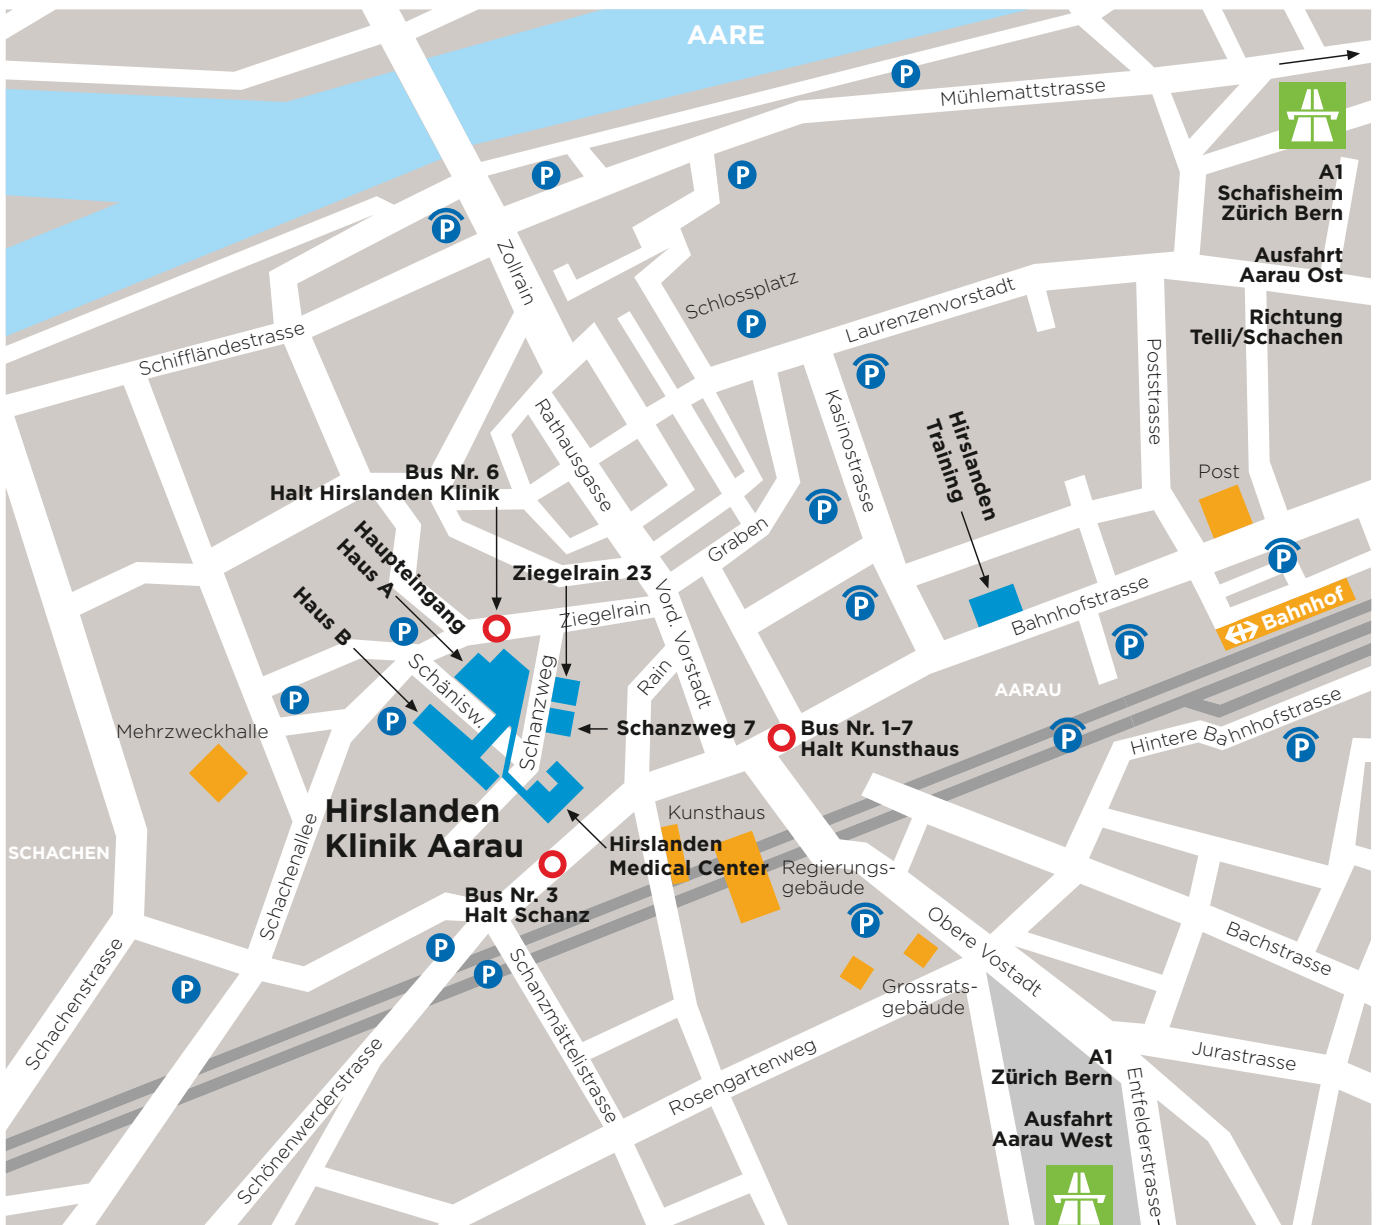 AARE
P
Mühlemattstrasse
P
P
A1
Schafisheim
Zürich Bern
P
Zollrain
Ausfahrt
Aarau Ost
Schlossplatz
P
Laurenzenvorstadt
Richtung
Telli/Schachen
Schiffländestrasse
P
Poststrasse
Kasinostrasse
Rathausgasse
Hirslanden
Training
Bus Nr. 6
Halt Hirslanden Klinik
Post
P
Graben
Haupteingang
Haus A
Ziegelrain 23
P
Haus B
P
Vord. Vorstadt
Ziegelrain
Bahnhofstrasse
Bahnhof
P
P
Schänisw.
Schanzweg
Rain
AARAU
P
P
Mehrzweckhalle
Schanzweg 7
Bus Nr. 1–7
Halt Kunsthaus
P
Hintere Bahnhofstrasse
P
Hirslanden
Klinik Aarau
Kunsthaus
SCHACHEN
Schachenallee
Hirslanden
Medical Center
Regierungs-
gebäude
Bus Nr. 3
Halt Schanz
P
Obere Vostadt
Bachstrasse
P
P
P
Schachenstrasse
Schanzmättelistrasse
Grossrats-
gebäude
Schönenwerderstrasse
Rosengartenweg
A1
Zürich Bern
Jurastrasse
Ausfahrt
Aarau West
Entfelderstrasse